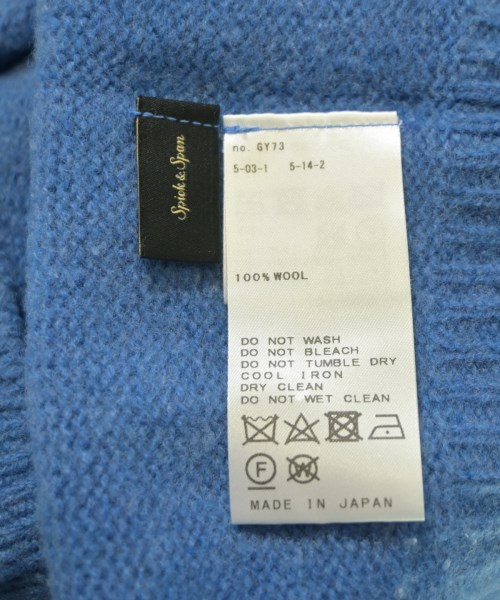 Spick & Span
no. GY73
5-03-1 5-14-2
100% WOOL
DO NOT WASH
DO NOT BLEACH
DO NOT TUMBLE DRY
COOL IRON
DRY CLEAN
DO NOT WET CLEAN
F W
MADE IN JAPAN